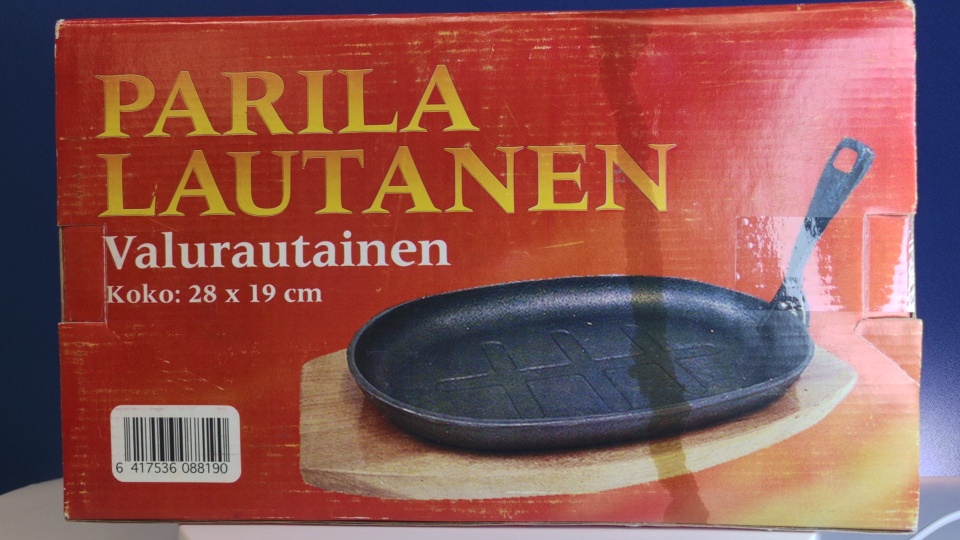 PARILA
LAUTANEN
Valurautainen
Koko: 28 x 19 cm
6 417536 088190